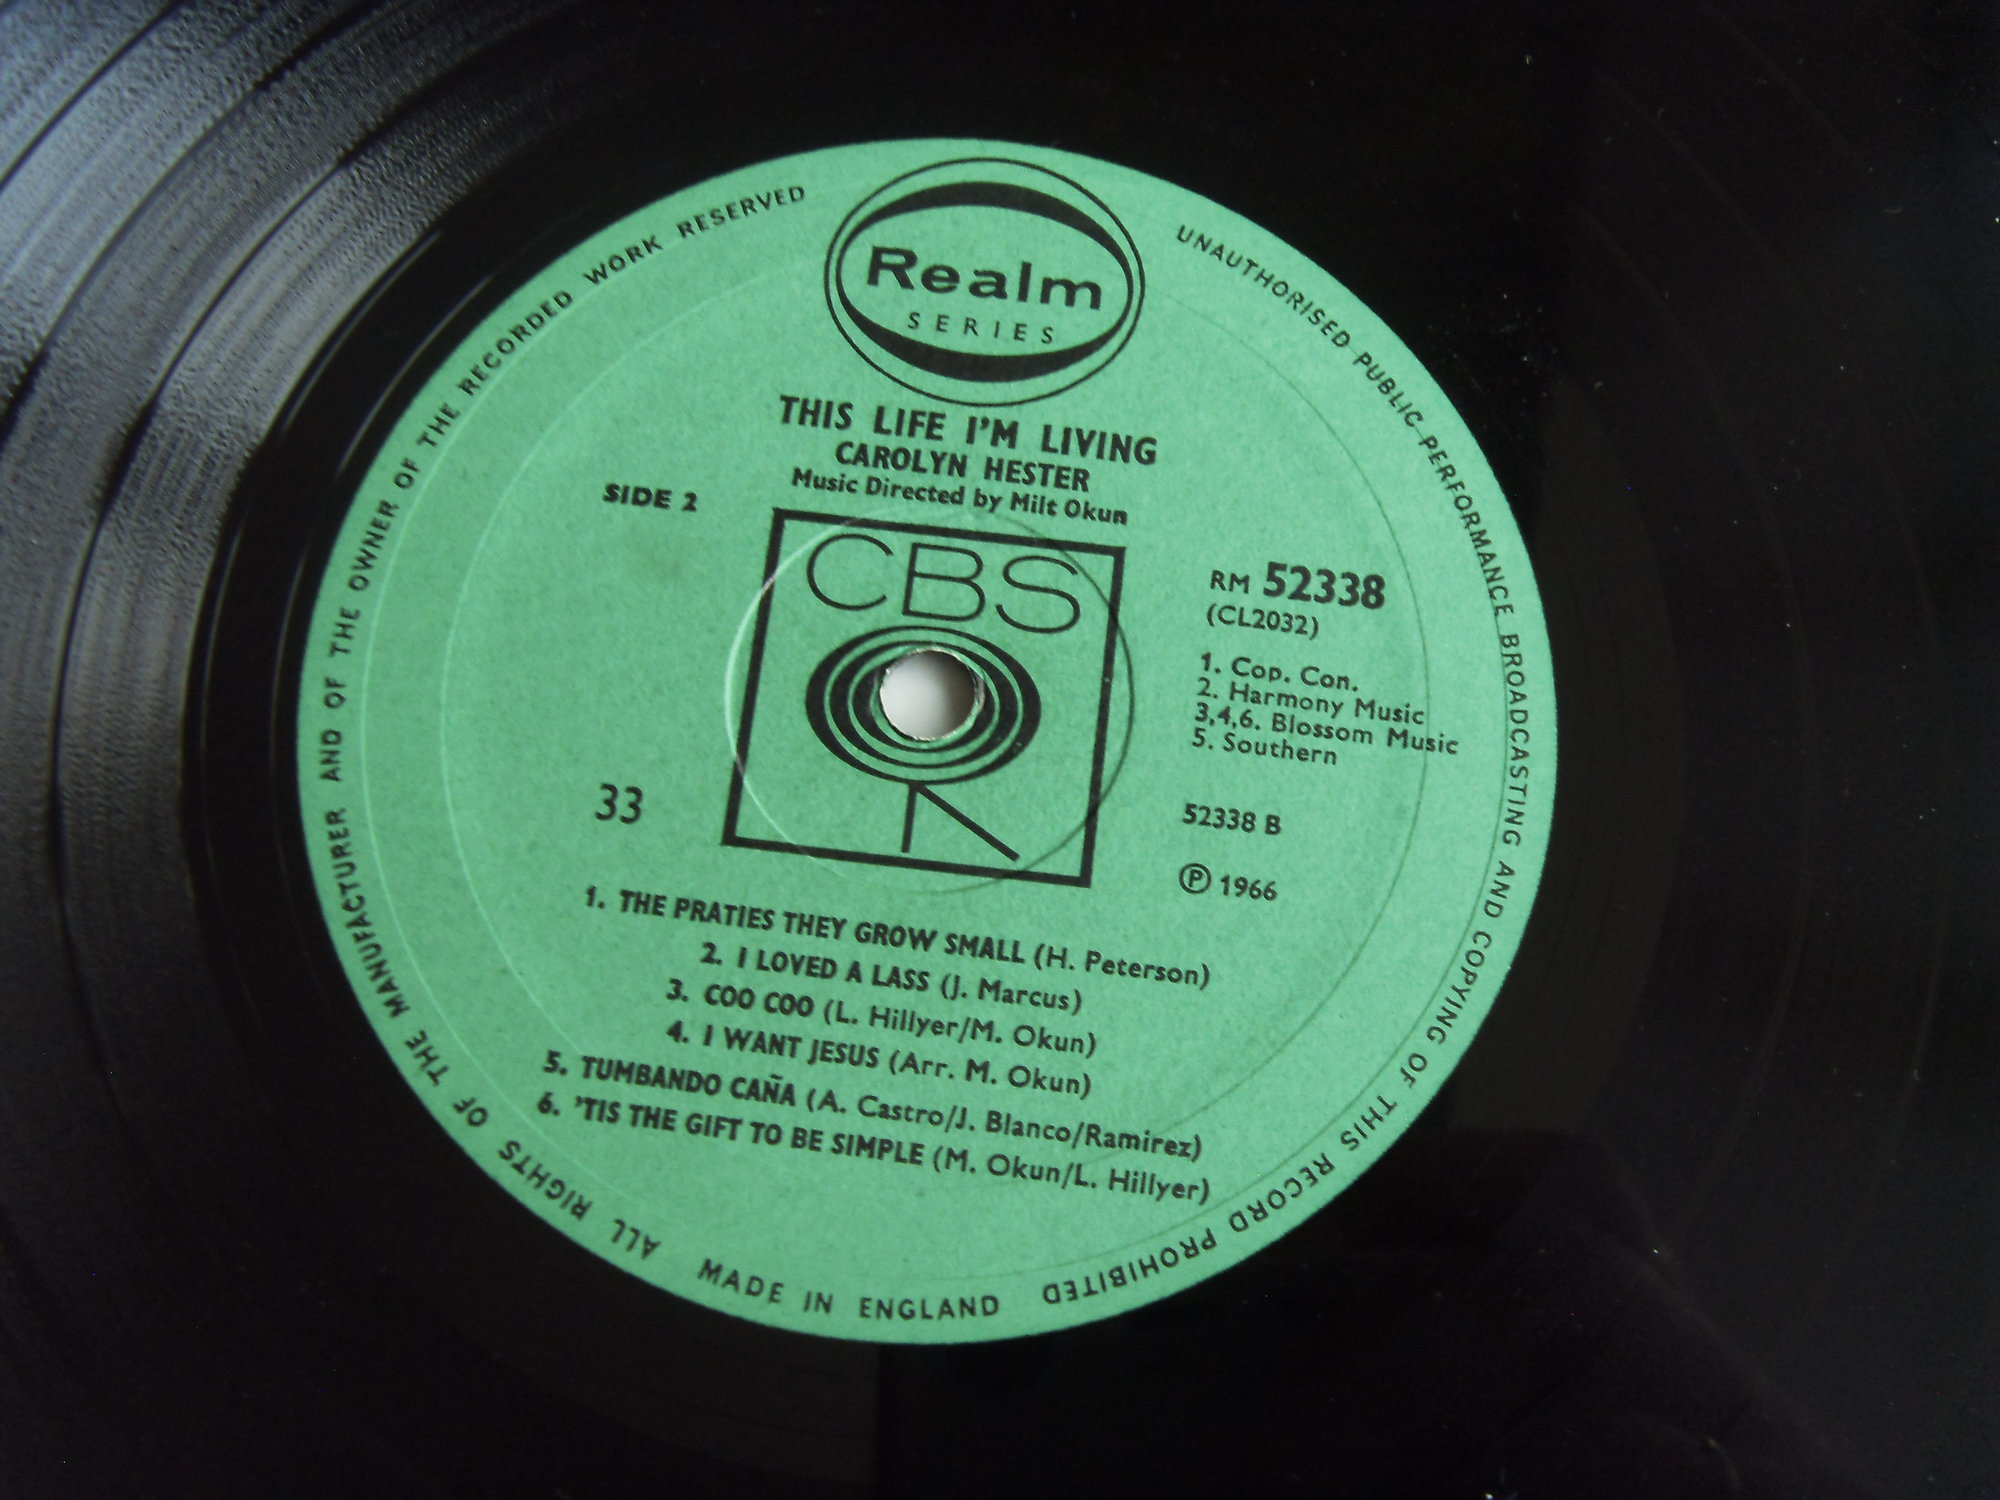 Realm
SERIES
THIS LIFE I'M LIVING
CAROLYN HESTER
Music Directed by Milt Okun
SIDE 2
CBS
RM 52338
(CL2032)
1. Cop. Con.
2. Harmony Music
3,4,6. Blossom Music
5. Southern
33
52338 B
Ⓟ 1966
1. THE PRATIES THEY GROW SMALL (H. Peterson)
2. I LOVED A LASS (J. Marcus)
3. COO COO (L. Hillyer/M. Okun)
4. I WANT JESUS (Arr. M. Okun)
5. TUMBANDO CAÑA (A. Castro/J. Blanco/Ramirez)
6. 'TIS THE GIFT TO BE SIMPLE (M. Okun/L. Hillyer)
ALL RIGHTS OF THE MANUFACTURER AND OF THE OWNER OF THE RECORDED WORK RESERVED
UNAUTHORISED PUBLIC PERFORMANCE BROADCASTING AND COPYING OF THIS RECORD PROHIBITED
MADE IN ENGLAND